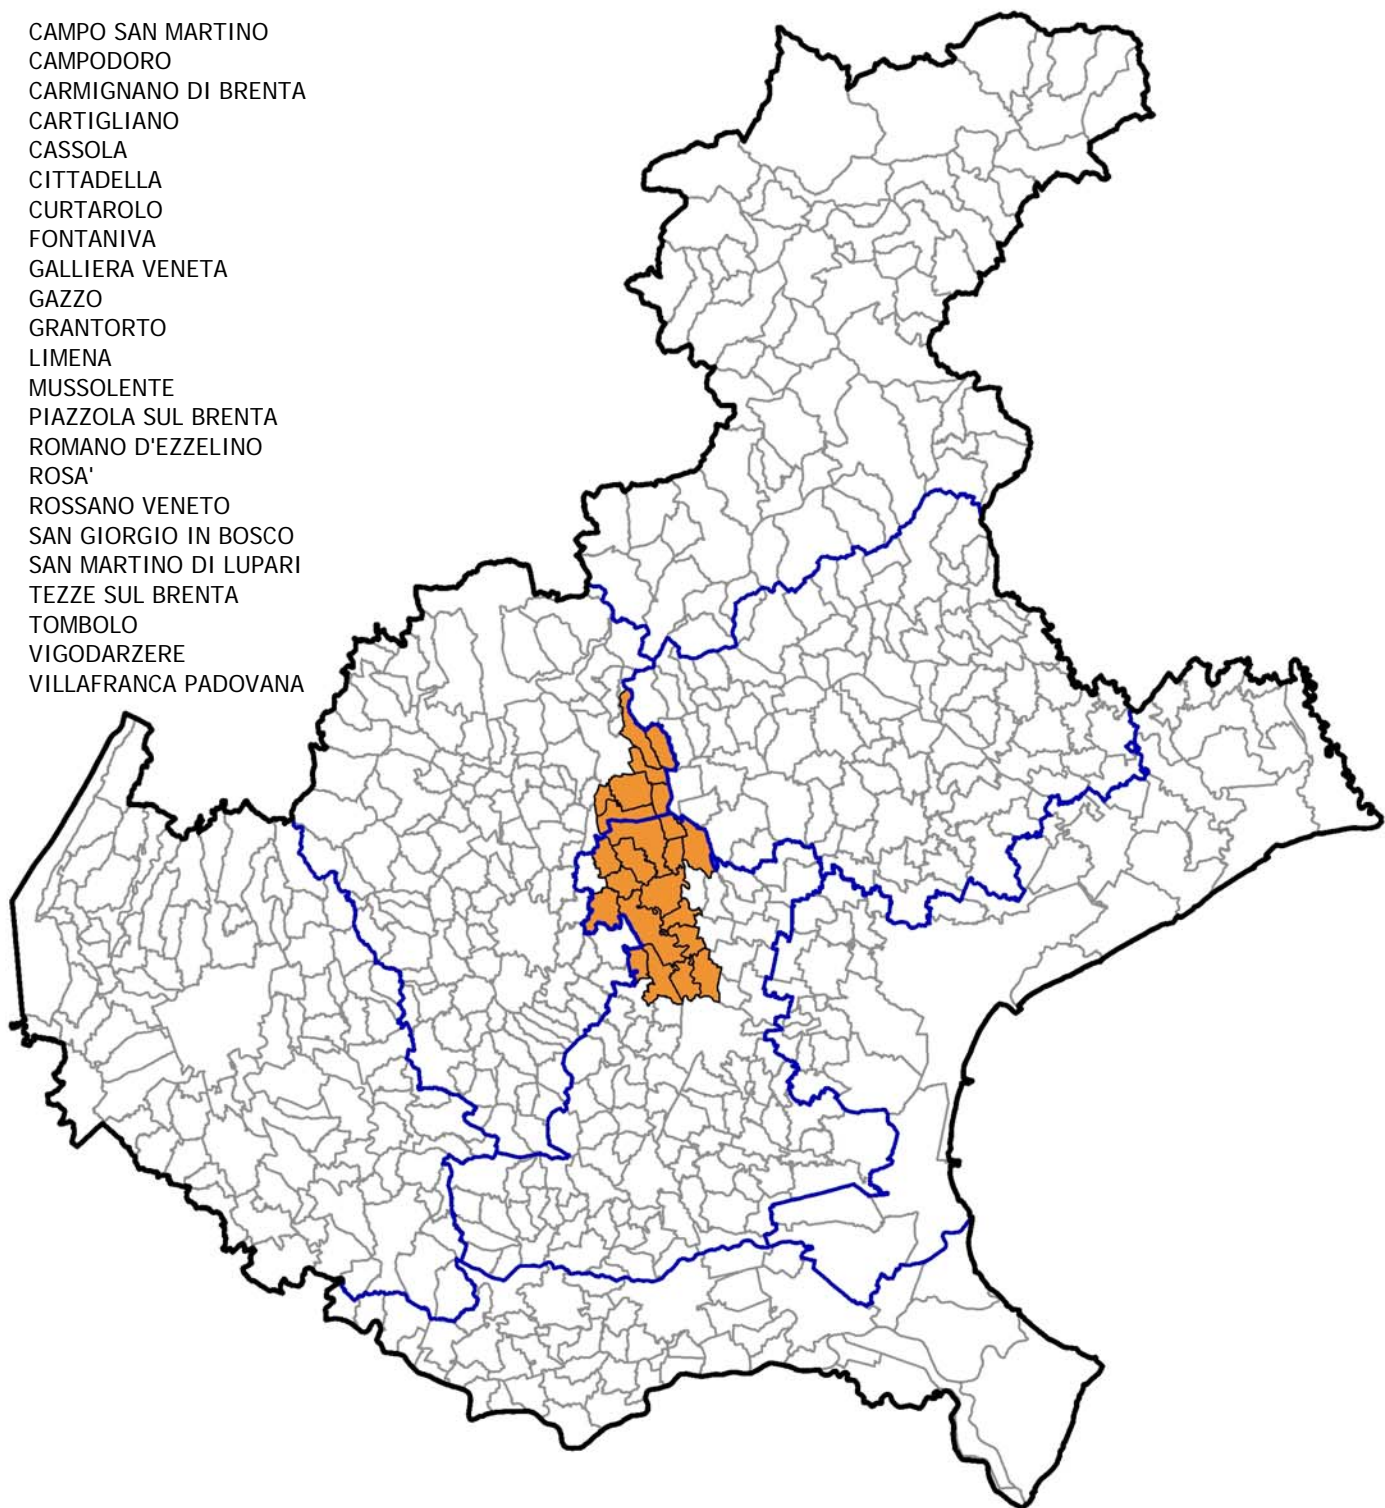 CAMPO SAN MARTINO
CAMPODORO
CARMIGNANO DI BRENTA
CARTIGLIANO
CASSOLA
CITTADELLA
CURTAROLO
FONTANIVA
GALLIERA VENETA
GAZZO
GRANTORTO
LIMENA
MUSSOLENTE
PIAZZOLA SUL BRENTA
ROMANO D'EZZELINO
ROSA'
ROSSANO VENETO
SAN GIORGIO IN BOSCO
SAN MARTINO DI LUPARI
TEZZE SUL BRENTA
TOMBOLO
VIGODARZERE
VILLAFRANCA PADOVANA